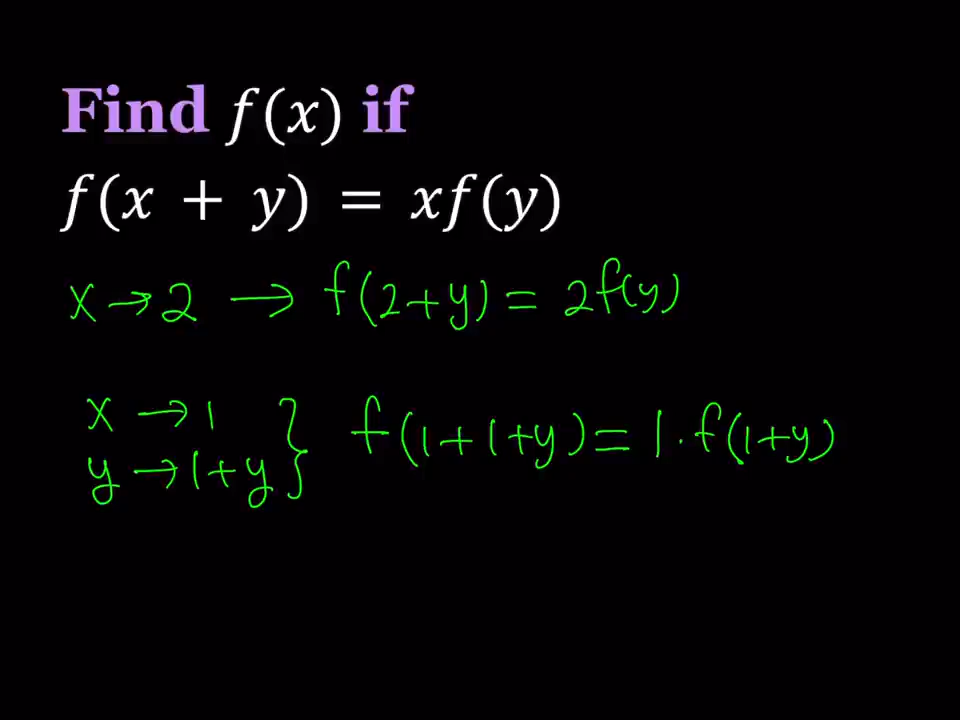 Find f(x) if
f(x + y) = xf(y)
x → 2 → f(2+y) = 2f(y)
x → 1 } f(1+1+y) = 1·f(1+y)
y → 1+y